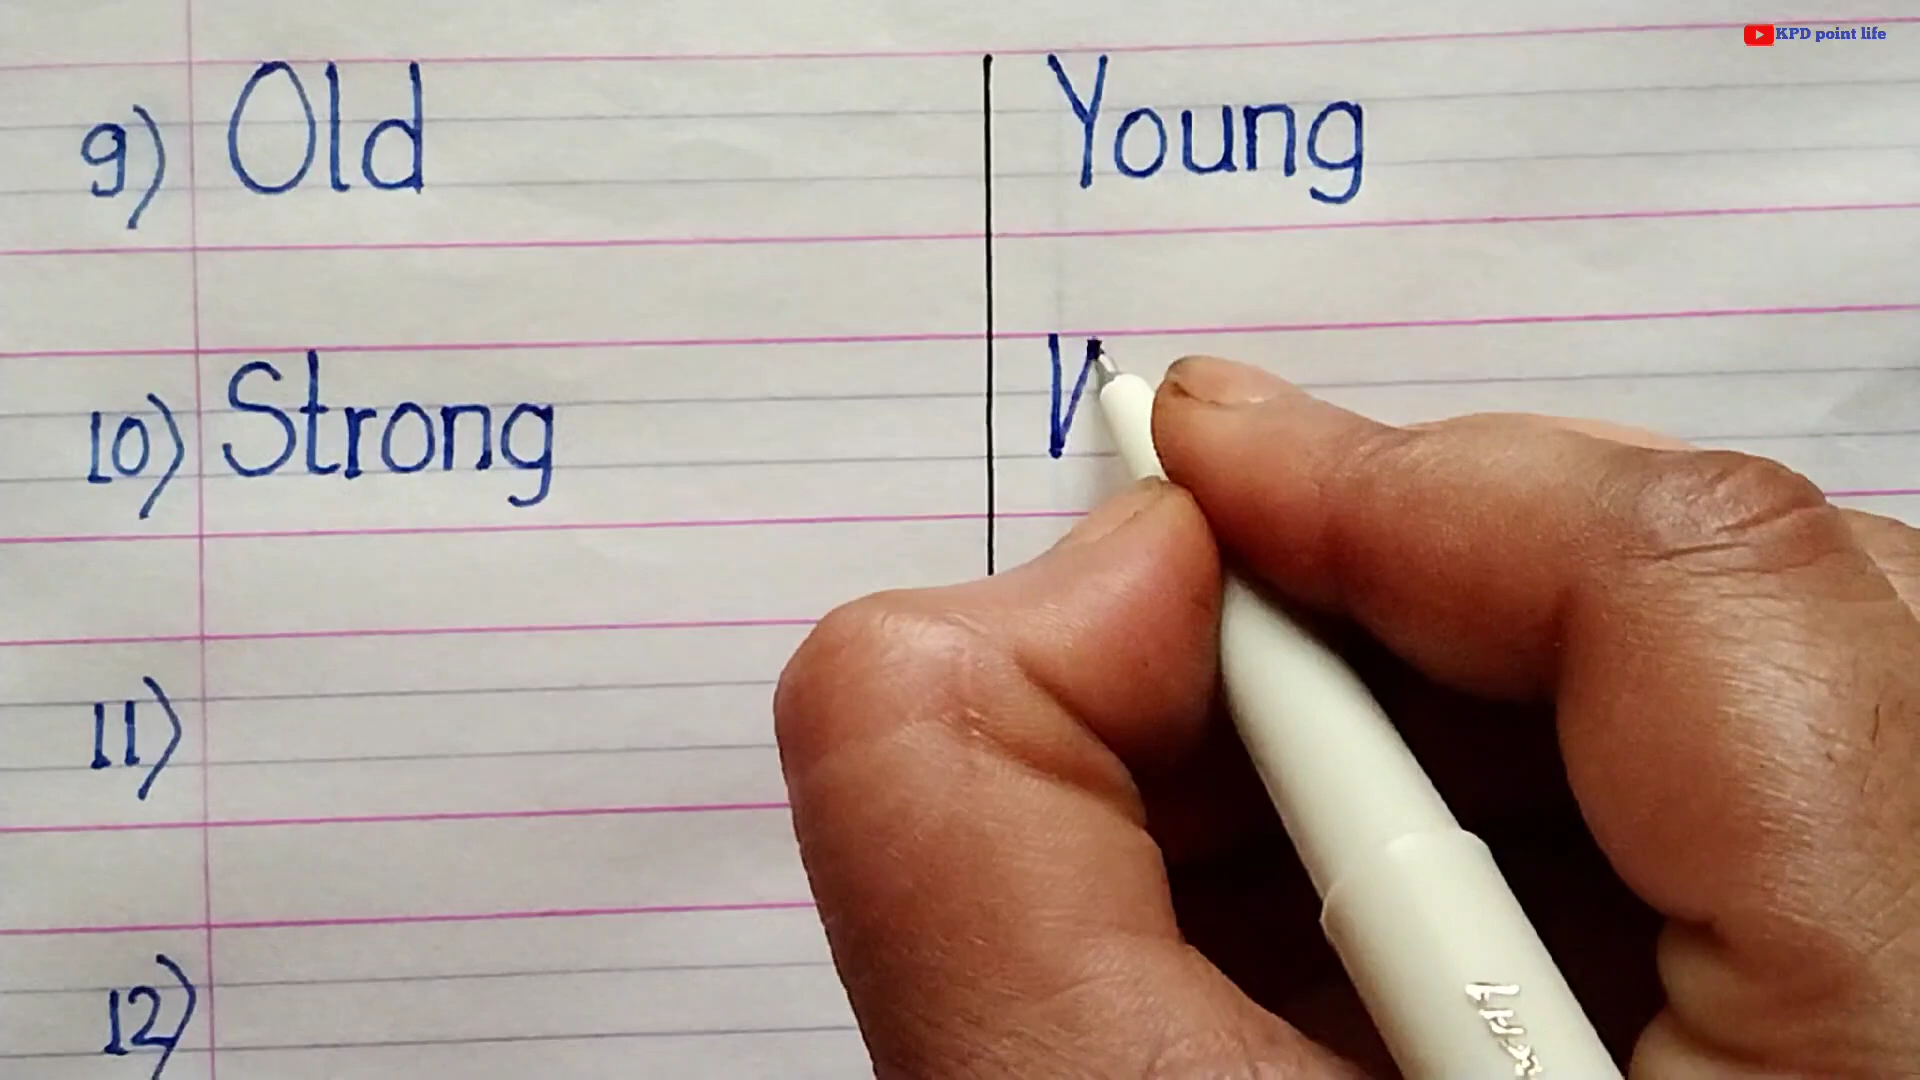 KPD point life
9) Old Young
10) Strong
11)
12)